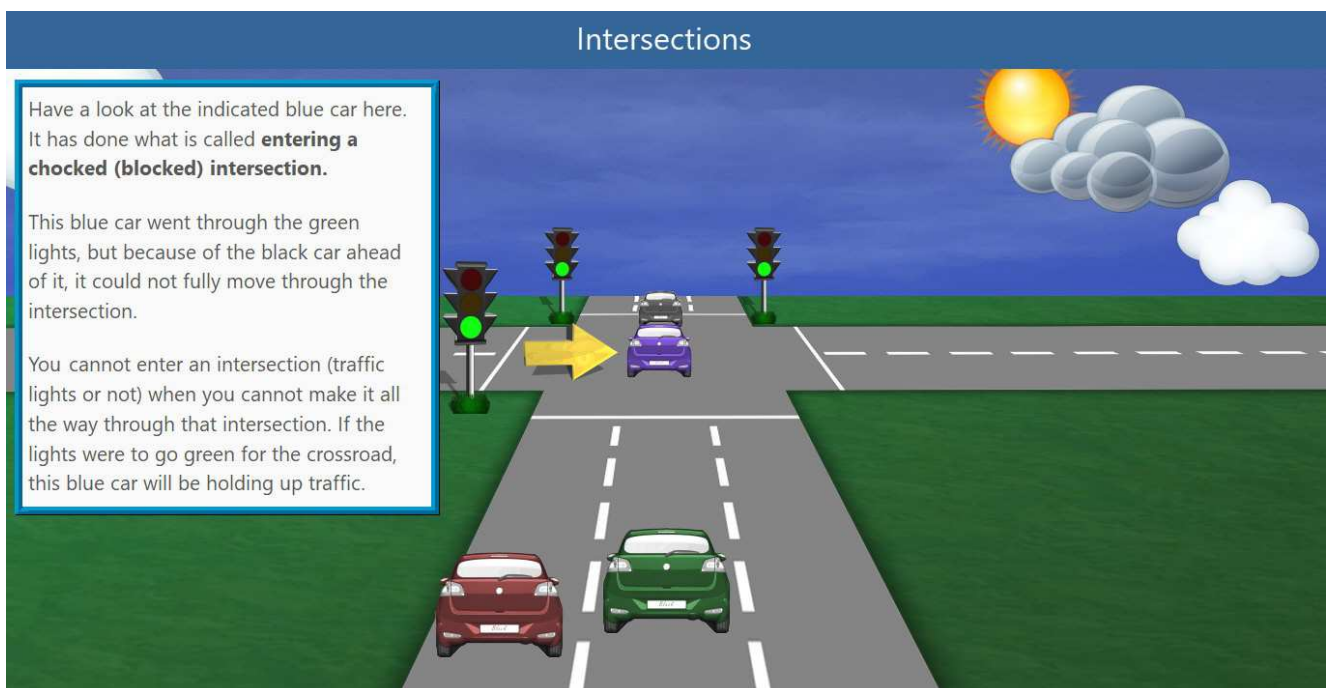 Intersections
Have a look at the indicated blue car here.
It has done what is called entering a
chocked (blocked) intersection.
This blue car went through the green
lights, but because of the black car ahead
of it, it could not fully move through the
intersection.
You cannot enter an intersection (traffic
lights or not) when you cannot make it all
the way through that intersection. If the
lights were to go green for the crossroad,
this blue car will be holding up traffic.